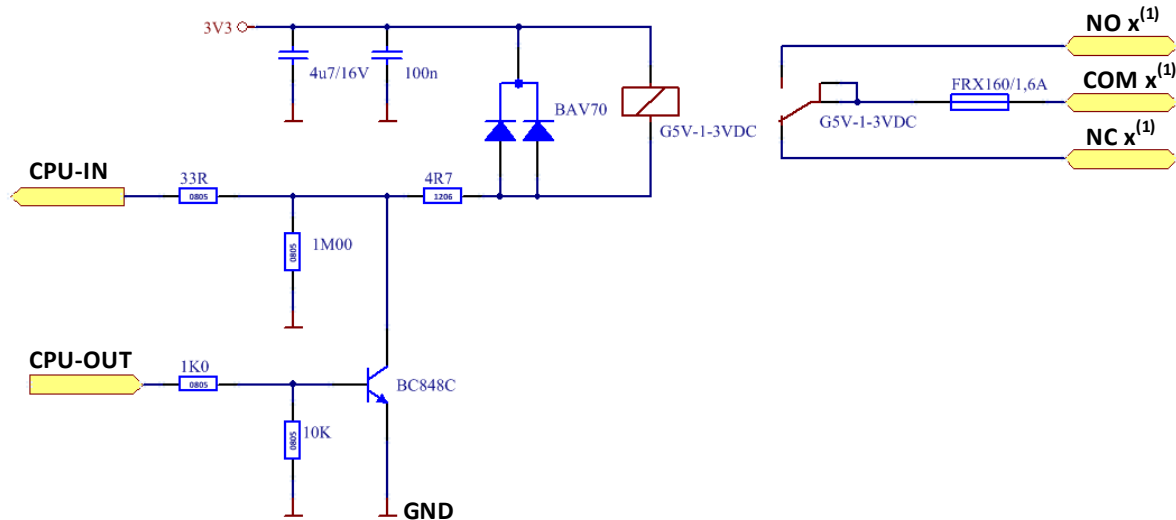 NO x(1)
3V3
4u7/16V
100n
FRX160/1,6A
COM x(1)
BAV70
G5V-1-3VDC
G5V-1-3VDC
NC x(1)
CPU-IN
33R
0805
4R7
1206
0805
1M00
CPU-OUT
1K0
0805
BC848C
0805
10K
GND